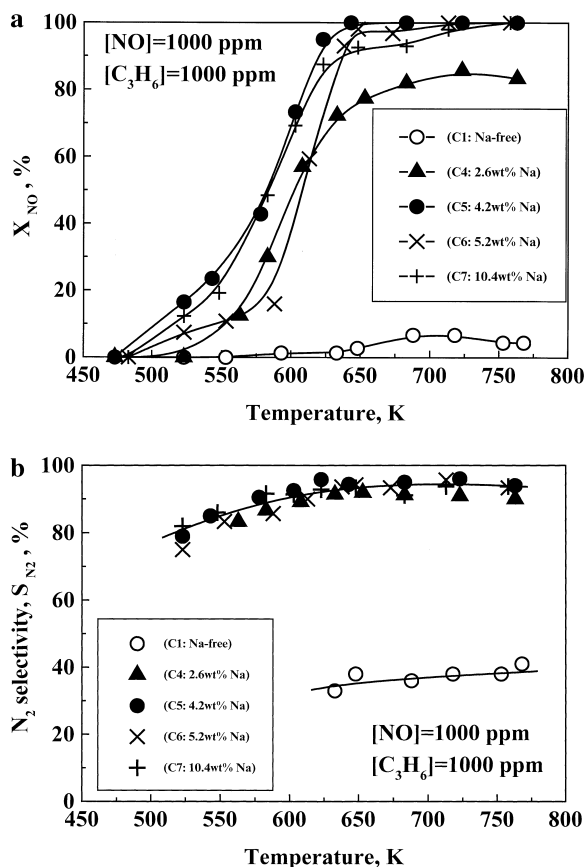 a
[NO]=1000 ppm
[C3H6]=1000 ppm
(C1: Na-free)
(C4: 2.6wt% Na)
(C5: 4.2wt% Na)
(C6: 5.2wt% Na)
(C7: 10.4wt% Na)
XNO, %
100
80
60
40
20
0
450 500 550 600 650 700 750 800
Temperature, K
b
(C1: Na-free)
(C4: 2.6wt% Na)
(C5: 4.2wt% Na)
(C6: 5.2wt% Na)
(C7: 10.4wt% Na)
[NO]=1000 ppm
[C3H6]=1000 ppm
N2 selectivity, SN2, %
100
80
60
40
20
0
450 500 550 600 650 700 750 800
Temperature, K